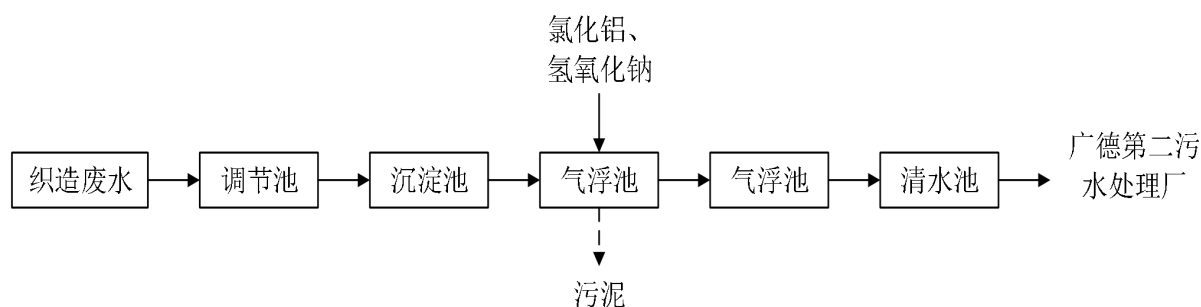 氯化铝、
氢氧化钠
织造废水
调节池
沉淀池
气浮池
气浮池
清水池
广德第二污
水处理厂
污泥